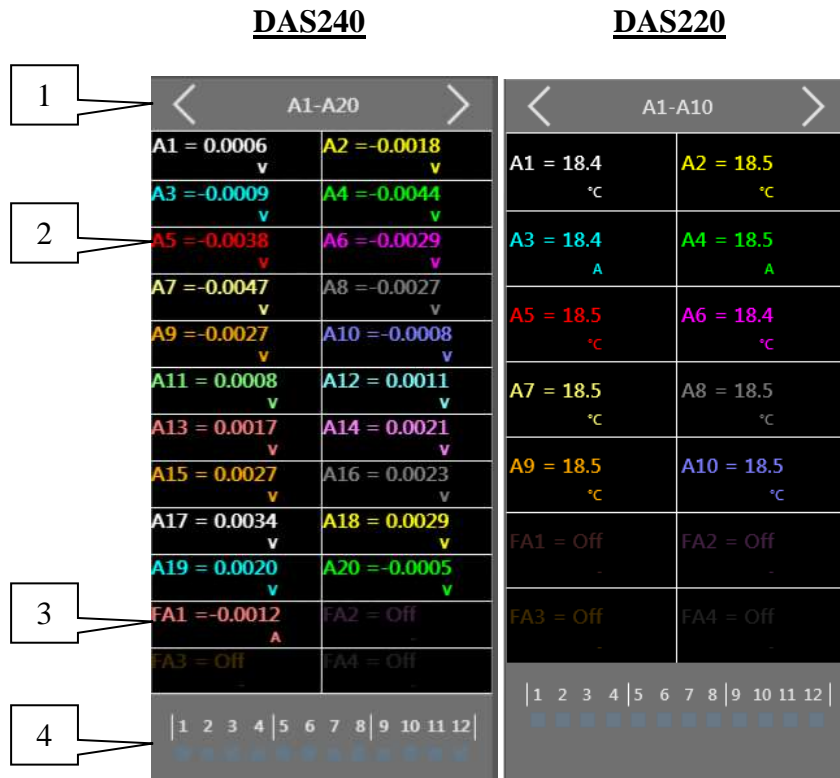 DAS240 DAS220
1
A1-A20
A1 = 0.0006 A2 =-0.0018
V V
A3 =-0.0009 A4 =-0.0044
V V
2
A5 =-0.0038 A6 =-0.0029
V V
A7 =-0.0047 A8 =-0.0027
V V
A9 =-0.0027 A10 =-0.0008
V V
A11 = 0.0008 A12 = 0.0011
V V
A13 = 0.0017 A14 = 0.0021
V V
A15 = 0.0027 A16 = 0.0023
V V
A17 = 0.0034 A18 = 0.0029
V V
A19 = 0.0020 A20 =-0.0005
V V
3
FA1 =-0.0012 FA2 = Off
A -
FA3 = Off FA4 = Off
- -
4
1 2 3 4 5 6 7 8 9 10 11 12
A1-A10
A1 = 18.4 A2 = 18.5
°C °C
A3 = 18.4 A4 = 18.5
A A
A5 = 18.5 A6 = 18.4
°C °C
A7 = 18.5 A8 = 18.5
°C °C
A9 = 18.5 A10 = 18.5
°C °C
FA1 = Off FA2 = Off
- -
FA3 = Off FA4 = Off
- -
1 2 3 4 5 6 7 8 9 10 11 12